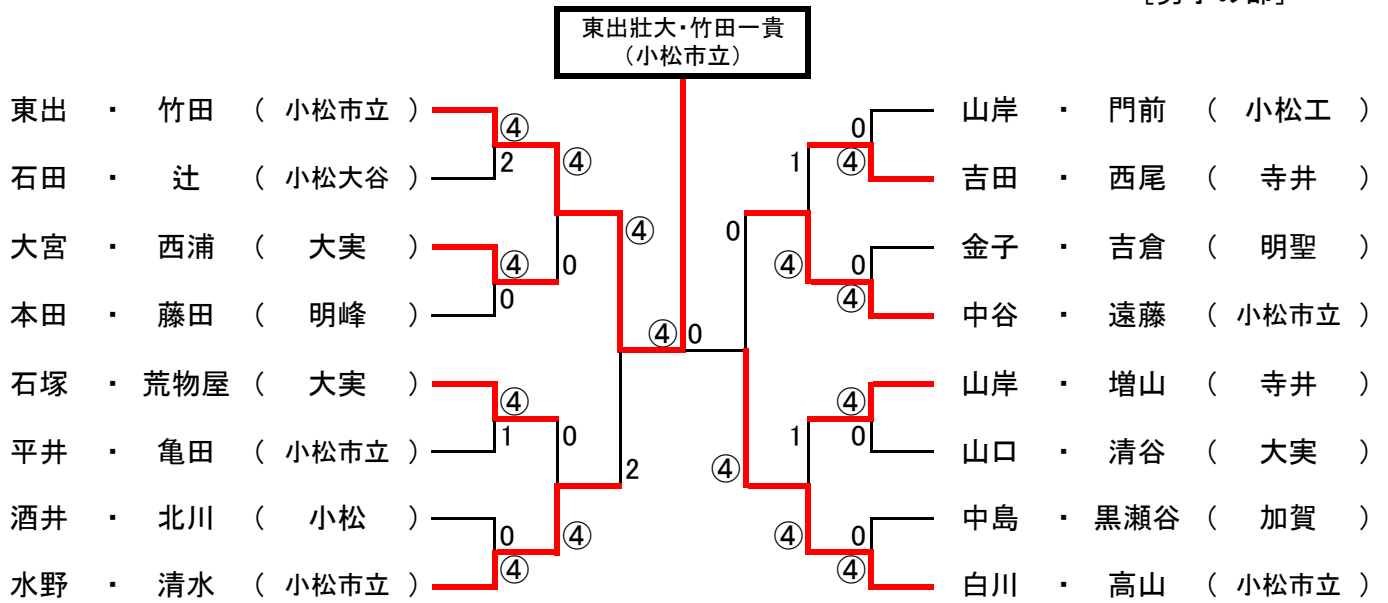 [男子の部]
東出壮大・竹田一貴
（小松市立）
東出 ・ 竹田 （ 小松市立 ）
④
2
石田 ・ 辻 （ 小松大谷 ）
④
大宮 ・ 西浦 （ 大実 ）
④
0
本田 ・ 藤田 （ 明峰 ）
0
④
石塚 ・ 荒物屋 （ 大実 ）
④
1
平井 ・ 亀田 （ 小松市立 ）
0
酒井 ・ 北川 （ 小松 ）
0
④
水野 ・ 清水 （ 小松市立 ）
④
2
④ 0
山岸 ・ 門前 （ 小松工 ）
0
④
吉田 ・ 西尾 （ 寺井 ）
1
金子 ・ 吉倉 （ 明聖 ）
0
④
中谷 ・ 遠藤 （ 小松市立 ）
④
0
山岸 ・ 増山 （ 寺井 ）
④
0
山口 ・ 清谷 （ 大実 ）
1
中島 ・ 黒瀬谷 （ 加賀 ）
0
④
白川 ・ 高山 （ 小松市立 ）
④
④